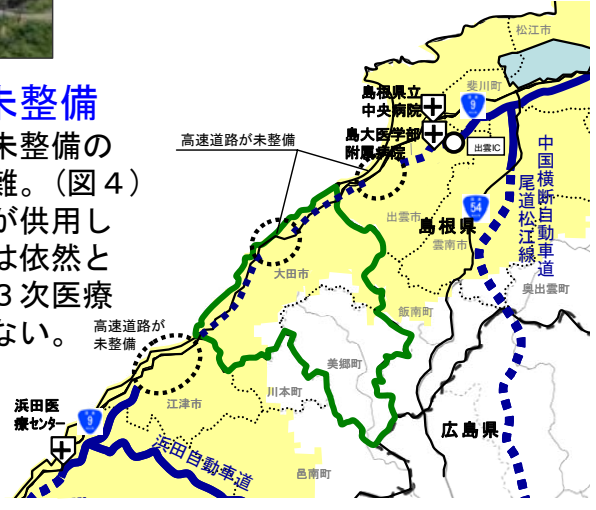 未整備
未整備の
難。(図4)
が供用し
は依然と
3次医療
ない。
高速道路が未整備
高速道路が
未整備
松江市
斐川町
島根県立
中央病院
9
島大医学部
附属病院
出雲IC
中国横断自動車道
尾道松江線
54
出雲市
島根県
雲南市
奥出雲町
大田市
飯南町
美郷町
川本町
江津市
浜田医
療センター
9
浜田自動車道
広島県
邑南町